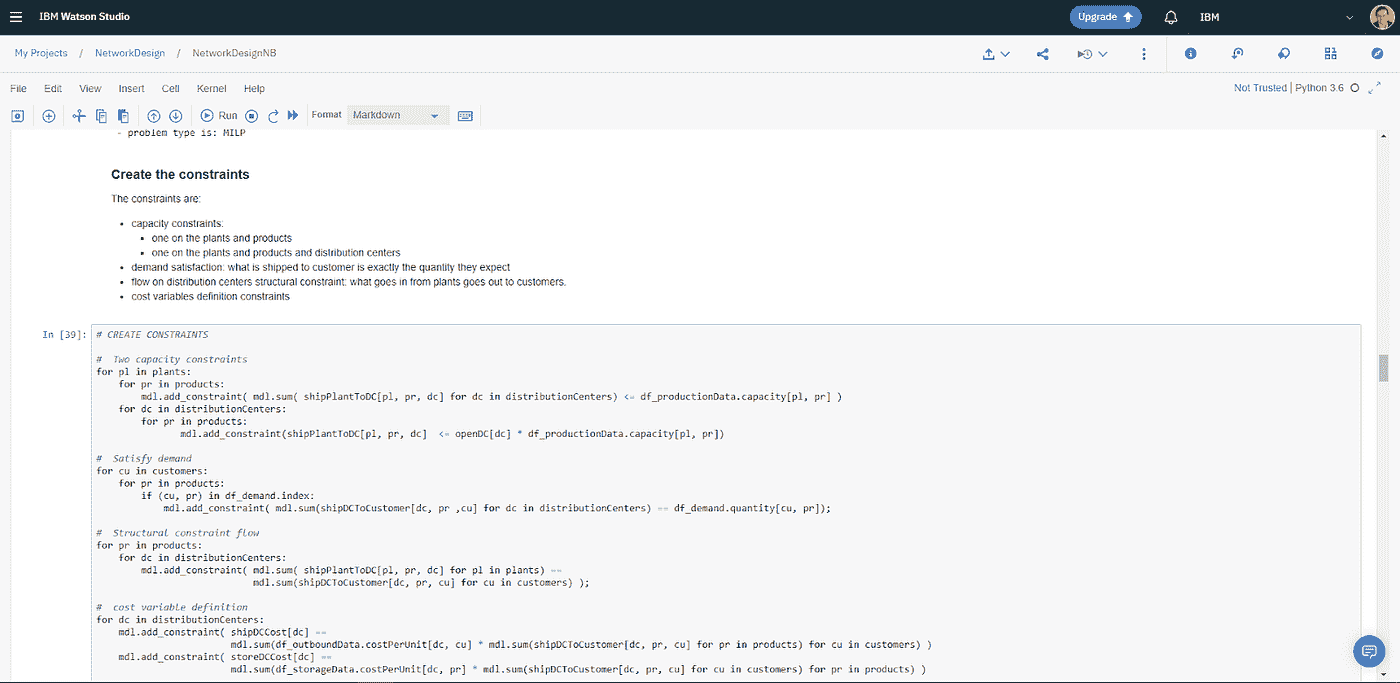 IBM Watson Studio
Upgrade
IBM
My Projects / NetworkDesign / NetworkDesignNB
File Edit View Insert Cell Kernel Help
Not Trusted | Python 3.6
Run
Format
Markdown
- problem type is: MILP
Create the constraints
The constraints are:
• capacity constraints:
• one on the plants and products
• one on the plants and products and distribution centers
• demand satisfaction: what is shipped to customer is exactly the quantity they expect
• flow on distribution centers structural constraint: what goes in from plants goes out to customers.
• cost variables definition constraints
In [39]:
# CREATE CONSTRAINTS
#  Two capacity constraints
for pl in plants:
    for pr in products:
        mdl.add_constraint( mdl.sum( shipPlantToDC[pl, pr, dc] for dc in distributionCenters) <= df_productionData.capacity[pl, pr] )
    for dc in distributionCenters:
        for pr in products:
               mdl.add_constraint(shipPlantToDC[pl, pr, dc]  <= openDC[dc] * df_productionData.capacity[pl, pr])
#  Satisfy demand
for cu in customers:
    for pr in products:
        if (cu, pr) in df_demand.index:
            mdl.add_constraint( mdl.sum(shipDCToCustomer[dc, pr ,cu] for dc in distributionCenters) == df_demand.quantity[cu, pr]);
#  Structural constraint flow
for pr in products:
    for dc in distributionCenters:
        mdl.add_constraint( mdl.sum( shipPlantToDC[pl, pr, dc] for pl in plants) ==
                            mdl.sum(shipDCToCustomer[dc, pr, cu] for cu in customers) );
#  cost variable definition
for dc in distributionCenters:
    mdl.add_constraint( shipDCCost[dc] ==
                        mdl.sum(df_outboundData.costPerUnit[dc, cu] * mdl.sum(shipDCToCustomer[dc, pr, cu] for pr in products) for cu in customers) )
    mdl.add_constraint( storeDCCost[dc] ==
                        mdl.sum(df_storageData.costPerUnit[dc, pr] * mdl.sum(shipDCToCustomer[dc, pr, cu] for cu in customers) for pr in products) )